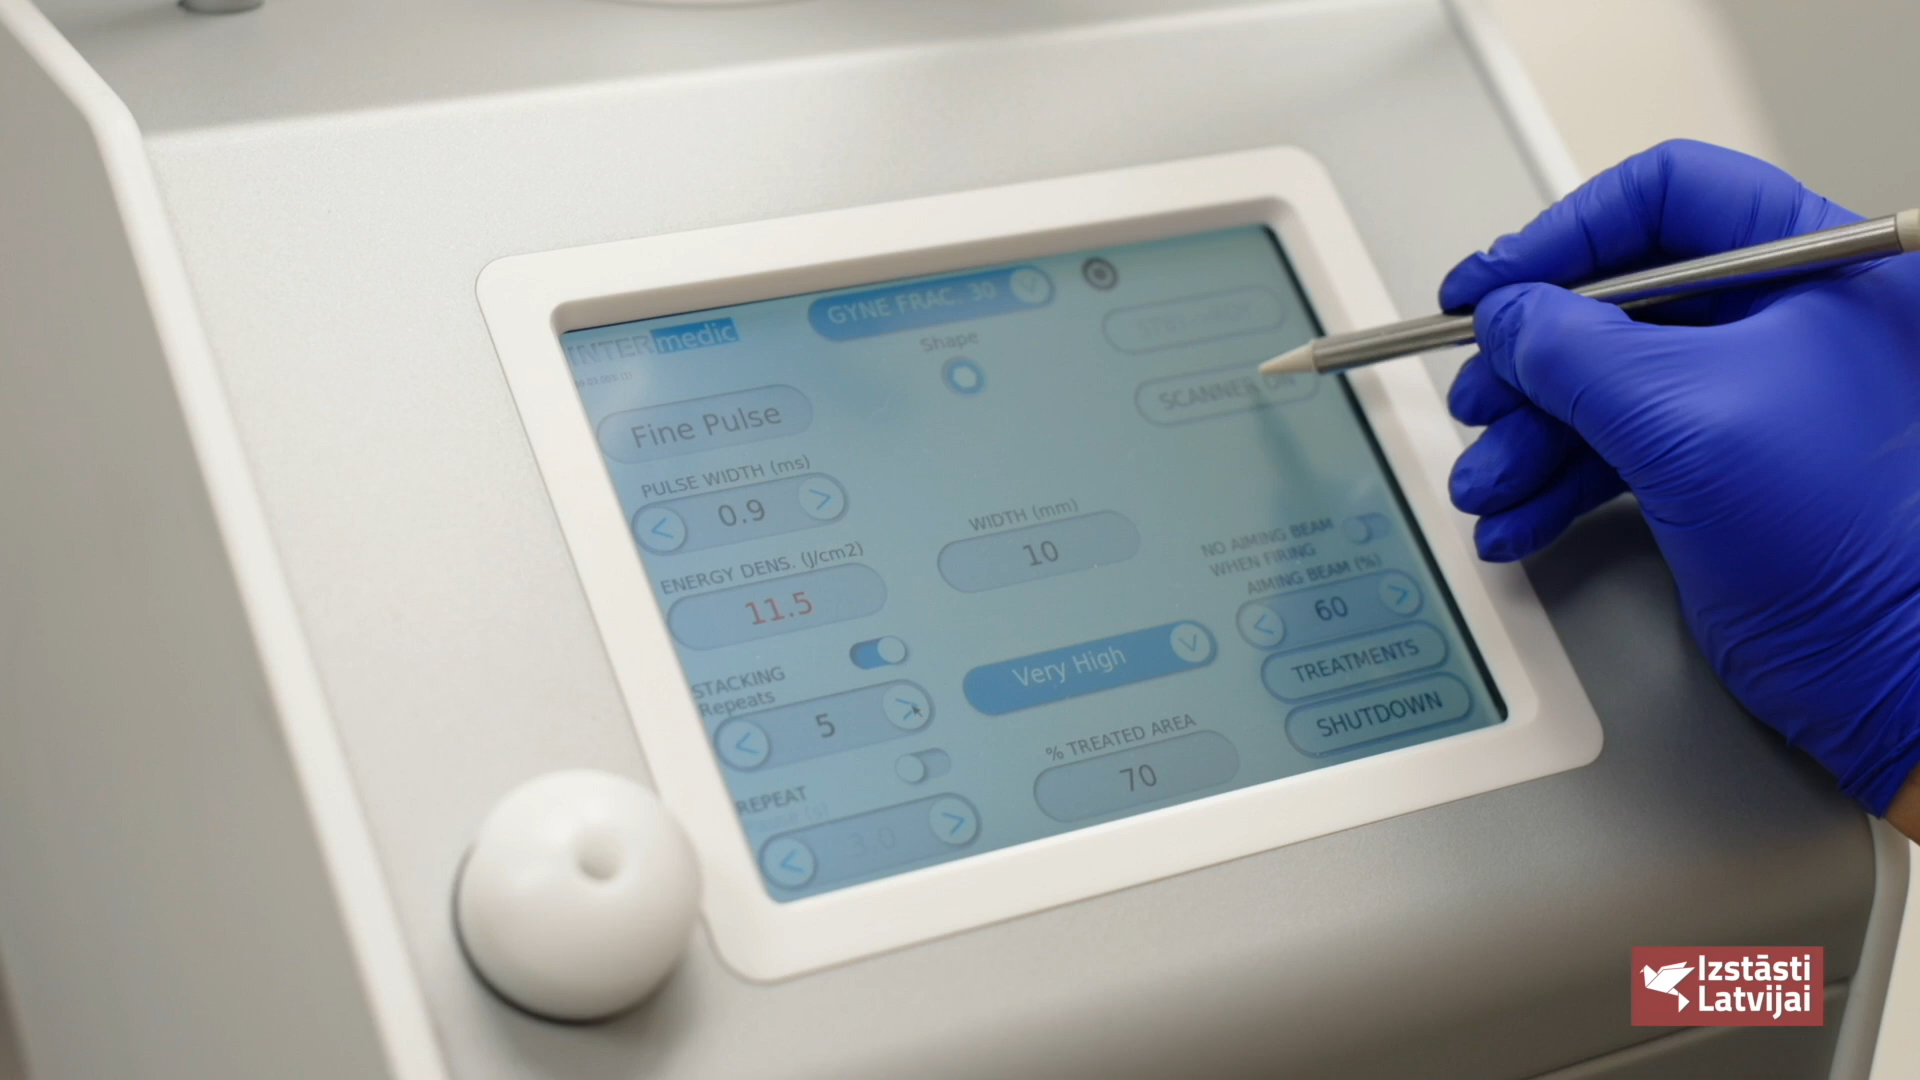 GYNE FRAC. 30
INTERmedic
Shape
SCANNER ON
Fine Pulse
PULSE WIDTH (ms)
0.9
WIDTH (mm)
10
NO AIMING BEAM
WHEN FIRING
ENERGY DENS. (J/cm2)
11.5
AIMING BEAM (%)
60
STACKING
Repeats
5
Very High
TREATMENTS
SHUTDOWN
% TREATED AREA
70
REPEAT
3.0
Izstāsti
Latvijai